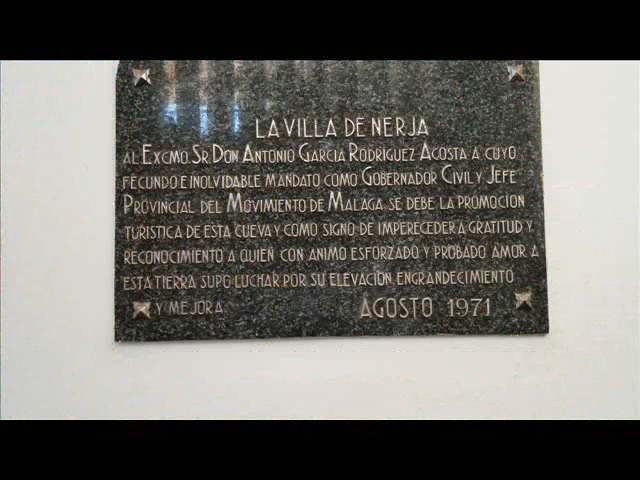 LA VILLA DE NERJA
AL EXCMO. SR. DON ANTONIO GARCIA RODRIGUEZ ACOSTA A CUYO
FECUNDO E INOLVIDABLE MANDATO COMO GOBERNADOR CIVIL Y JEFE
PROVINCIAL DEL MOVIMIENTO DE MALAGA, SE DEBE LA PROMOCION
TURISTICA DE ESTA CUEVA Y COMO SIGNO DE IMPERECEDERA GRATITUD Y
RECONOCIMIENTO A QUIEN CON ANIMO ESFORZADO Y PROBADO AMOR A
ESTA TIERRA SUPO LUCHAR POR SU ELEVACION, ENGRANDECIMIENTO
Y MEJORA AGOSTO 1971